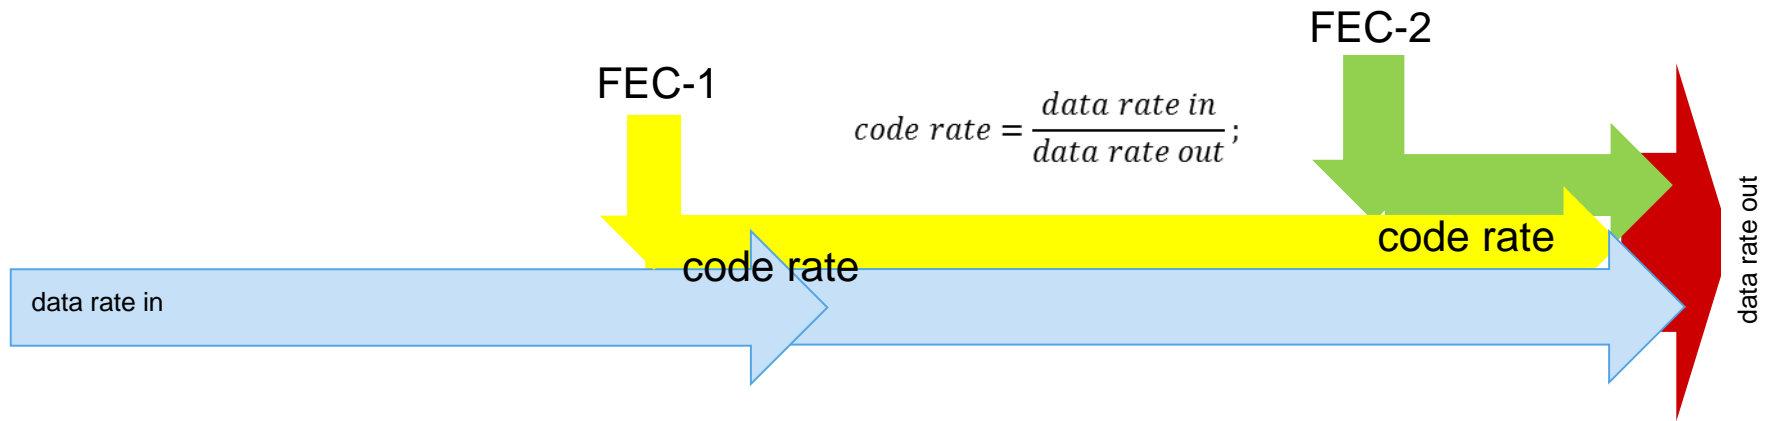 FEC-2
FEC-1
code rate = data rate in / data rate out ;
code rate
code rate
data rate in
data rate out